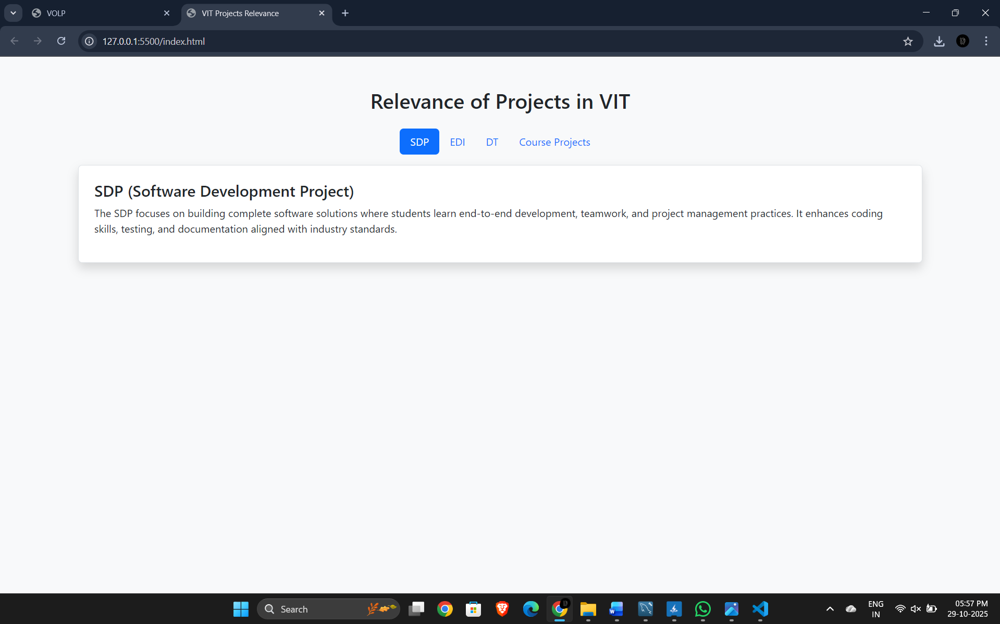 VOLP
VIT Projects Relevance
127.0.0.1:5500/index.html
Relevance of Projects in VIT
SDP EDI DT Course Projects
SDP (Software Development Project)
The SDP focuses on building complete software solutions where students learn end-to-end development, teamwork, and project management practices. It enhances coding
skills, testing, and documentation aligned with industry standards.
Search
ENG
IN
05:57 PM
29-10-2025